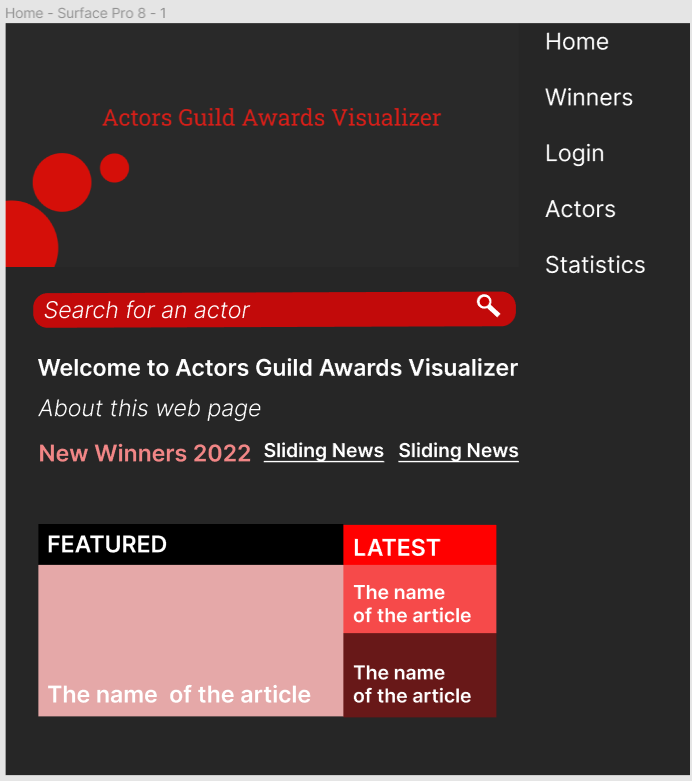 Home - Surface Pro 8 - 1
Actors Guild Awards Visualizer
Home
Winners
Login
Actors
Statistics
Search for an actor
Welcome to Actors Guild Awards Visualizer
About this web page
New Winners 2022 Sliding News Sliding News
FEATURED
The name of the article
LATEST
The name
of the article
The name
of the article